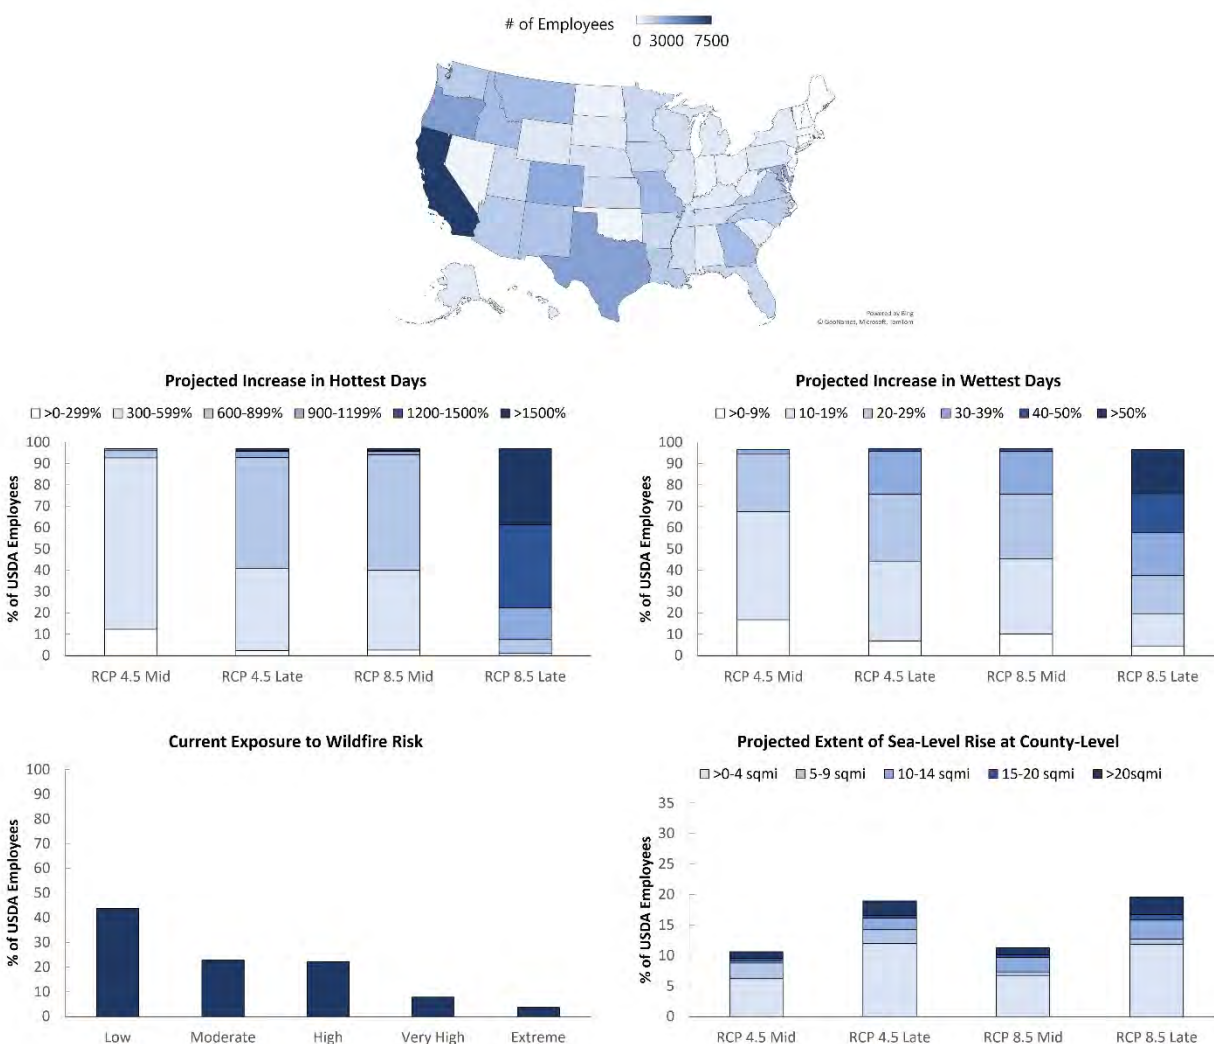 # of Employees
0 3000 7500
Powered by Bing
© GeoNames, Microsoft, TomTom
Projected Increase in Hottest Days
>0-299% 300-599% 600-899% 900-1199% 1200-1500% >1500%
% of USDA Employees
100
90
80
70
60
50
40
30
20
10
0
RCP 4.5 Mid RCP 4.5 Late RCP 8.5 Mid RCP 8.5 Late
Projected Increase in Wettest Days
>0-9% 10-19% 20-29% 30-39% 40-50% >50%
% of USDA Employees
100
90
80
70
60
50
40
30
20
10
0
RCP 4.5 Mid RCP 4.5 Late RCP 8.5 Mid RCP 8.5 Late
Current Exposure to Wildfire Risk
% of USDA Employees
100
90
80
70
60
50
40
30
20
10
0
Low Moderate High Very High Extreme
Projected Extent of Sea-Level Rise at County-Level
>0-4 sqmi 5-9 sqmi 10-14 sqmi 15-20 sqmi >20sqmi
% of USDA Employees
35
30
25
20
15
10
5
0
RCP 4.5 Mid RCP 4.5 Late RCP 8.5 Mid RCP 8.5 Late